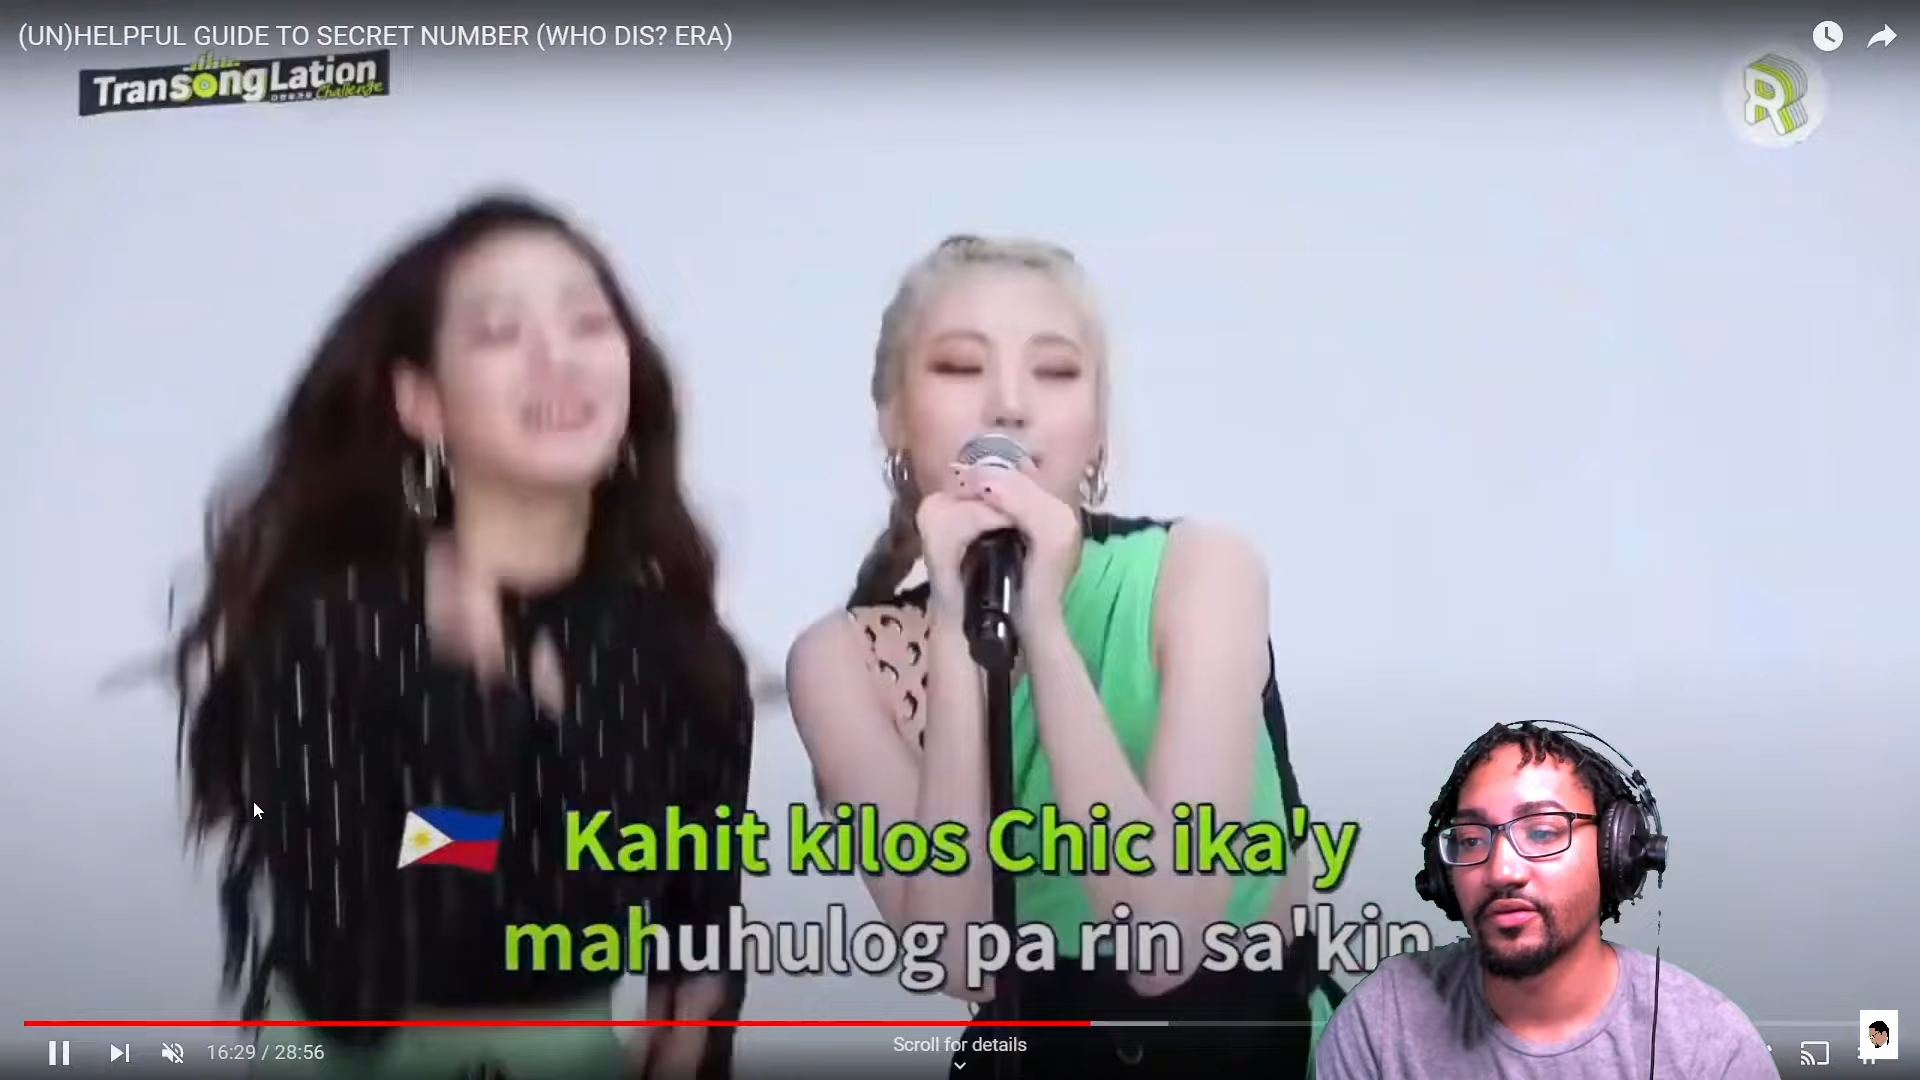 (UN)HELPFUL GUIDE TO SECRET NUMBER (WHO DIS? ERA)
TranSongLation
Challenge
R
Kahit kilos Chic ika'y
mahuhulog pa rin sa'kin
Scroll for details
16:29 / 28:56